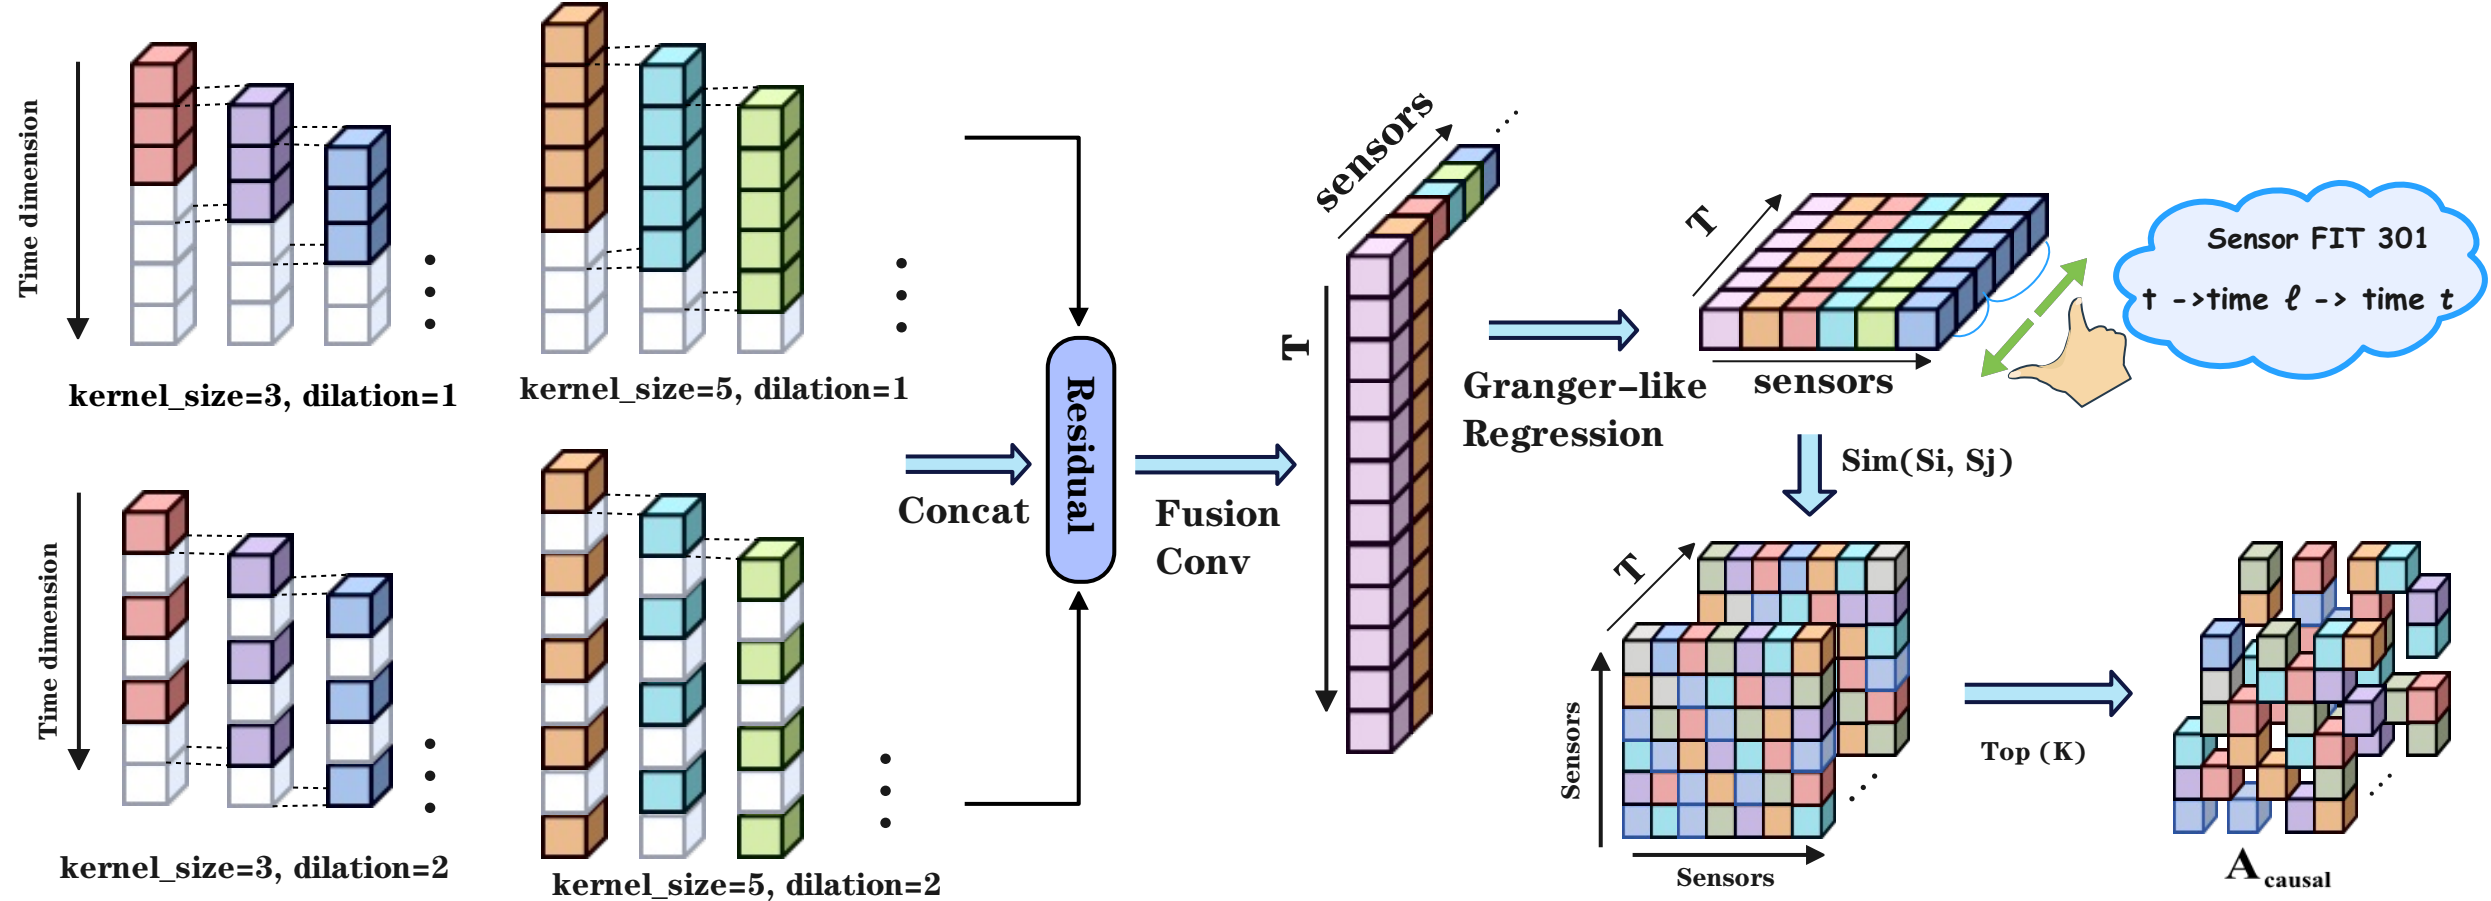 Time dimension
kernel_size=3, dilation=1
kernel_size=5, dilation=1
Time dimension
kernel_size=3, dilation=2
kernel_size=5, dilation=2
Concat
Residual
Fusion
Conv
sensors
T
Granger-like
Regression
T
sensors
Sensor FIT 301
t ->time ℓ -> time t
Sim(Si, Sj)
T
Sensors
Sensors
Top (K)
A causal